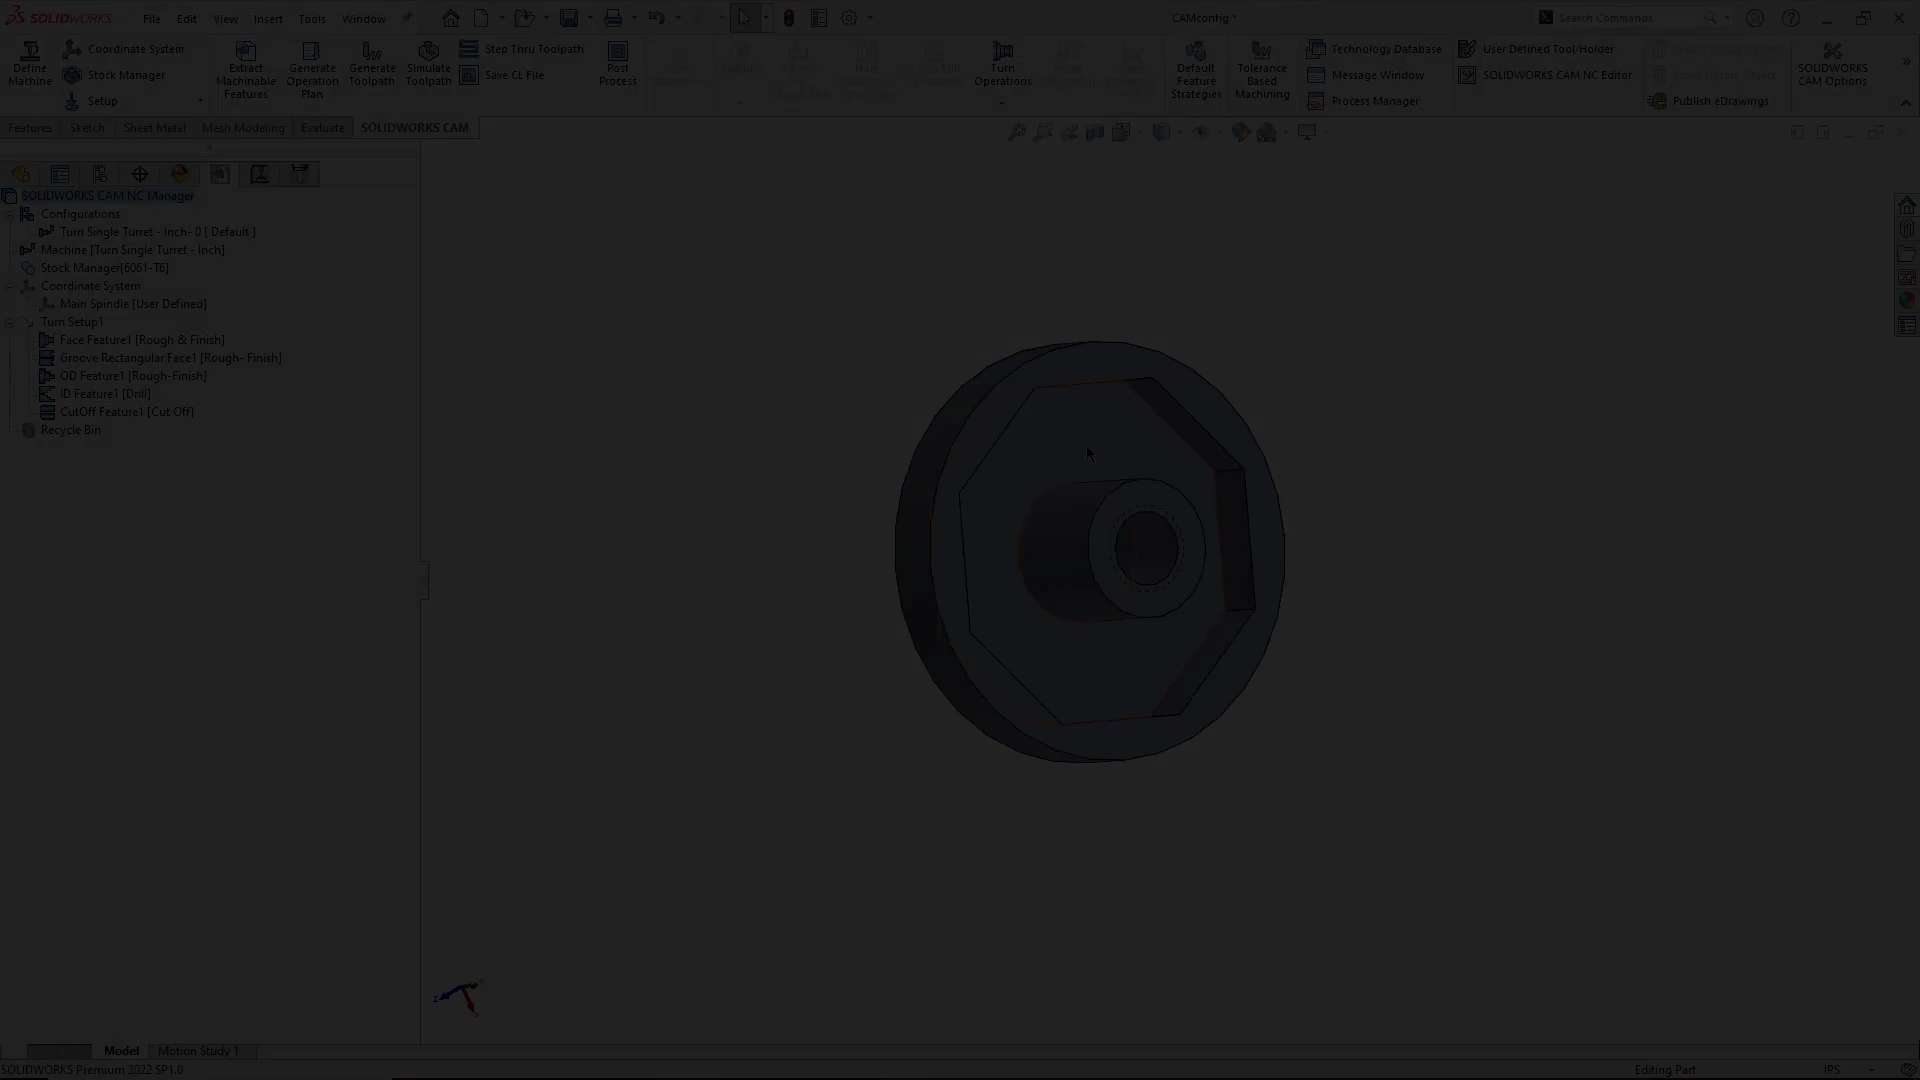 SOLIDWORKS File Edit View Insert Tools Window CAMconfig * Search Commands
Define Machine
Coordinate System
Stock Manager
Setup
Extract Machinable Features
Generate Operation Plan
Generate Toolpath
Simulate Toolpath
Step Thru Toolpath
Save CL File
Post Process
Turn Operations
Default Feature Strategies
Tolerance Based Machining
Technology Database
Message Window
Process Manager
User Defined Tool/Holder
SOLIDWORKS CAM NC Editor
Publish eDrawings
SOLIDWORKS CAM Options
Features Sketch Sheet Metal Mesh Modeling Evaluate SOLIDWORKS CAM
SOLIDWORKS CAM NC Manager
Configurations
Turn Single Turret - Inch- 0 [ Default ]
Machine [Turn Single Turret - Inch]
Stock Manager[6061-T6]
Coordinate System
Main Spindle [User Defined]
Turn Setup1
Face Feature1 [Rough & Finish]
Groove Rectangular Face1 [Rough- Finish]
OD Feature1 [Rough-Finish]
ID Feature1 [Drill]
CutOff Feature1 [Cut Off]
Recycle Bin
Z
Model Motion Study 1
SOLIDWORKS Premium 2022 SP1.0 Editing Part IPS